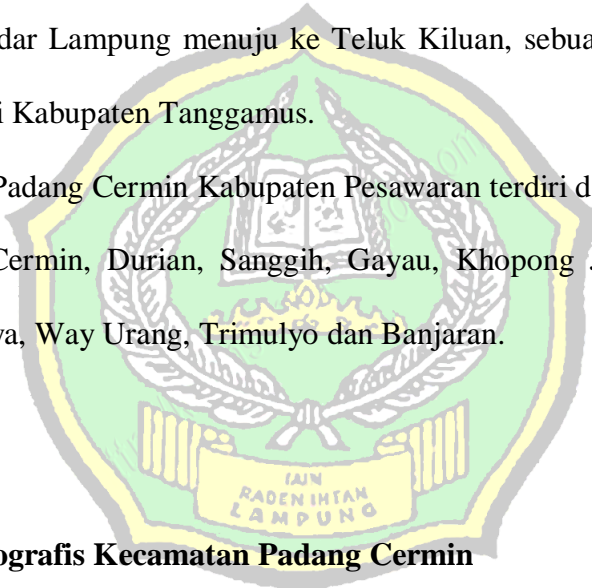 dar Lampung menuju ke Teluk Kiluan, sebua
i Kabupaten Tanggamus.
Padang Cermin Kabupaten Pesawaran terdiri d
Cermin, Durian, Sanggih, Gayau, Khopong .
va, Way Urang, Trimulyo dan Banjaran.
IAIN
RADEN INTAN
LAMPUNG
ografis Kecamatan Padang Cermin